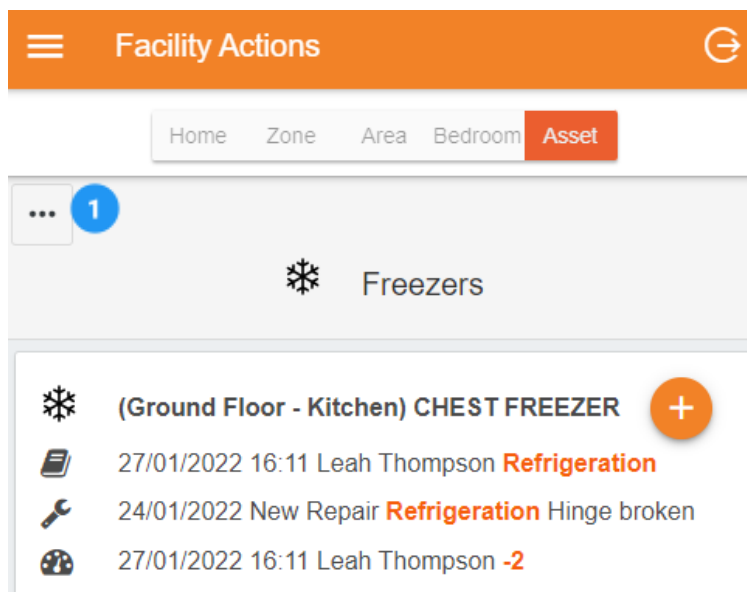 Facility Actions
Home Zone Area Bedroom Asset
... 1
Freezers
(Ground Floor - Kitchen) CHEST FREEZER +
27/01/2022 16:11 Leah Thompson Refrigeration
24/01/2022 New Repair Refrigeration Hinge broken
27/01/2022 16:11 Leah Thompson -2